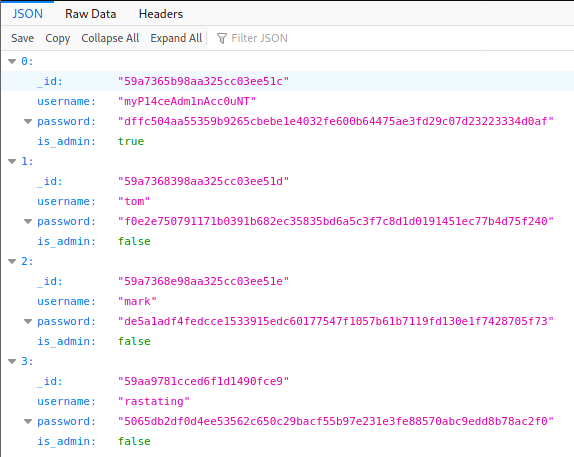 JSON Raw Data Headers
Save Copy Collapse All Expand All Filter JSON
0:
_id: "59a7365b98aa325cc03ee51c"
username: "myP14ceAdm1nAcc0uNT"
password: "dffc504aa55359b9265cbebe1e4032fe600b64475ae3fd29c07d23223334d0af"
is_admin: true
1:
_id: "59a7368398aa325cc03ee51d"
username: "tom"
password: "f0e2e750791171b0391b682ec35835bd6a5c3f7c8d1d0191451ec77b4d75f240"
is_admin: false
2:
_id: "59a7368e98aa325cc03ee51e"
username: "mark"
password: "de5a1adf4fedcce1533915edc60177547f1057b61b7119fd130e1f7428705f73"
is_admin: false
3:
_id: "59aa9781cced6f1d1490fce9"
username: "rastating"
password: "5065db2df0d4ee53562c650c29bacf55b97e231e3fe88570abc9edd8b78ac2f0"
is_admin: false